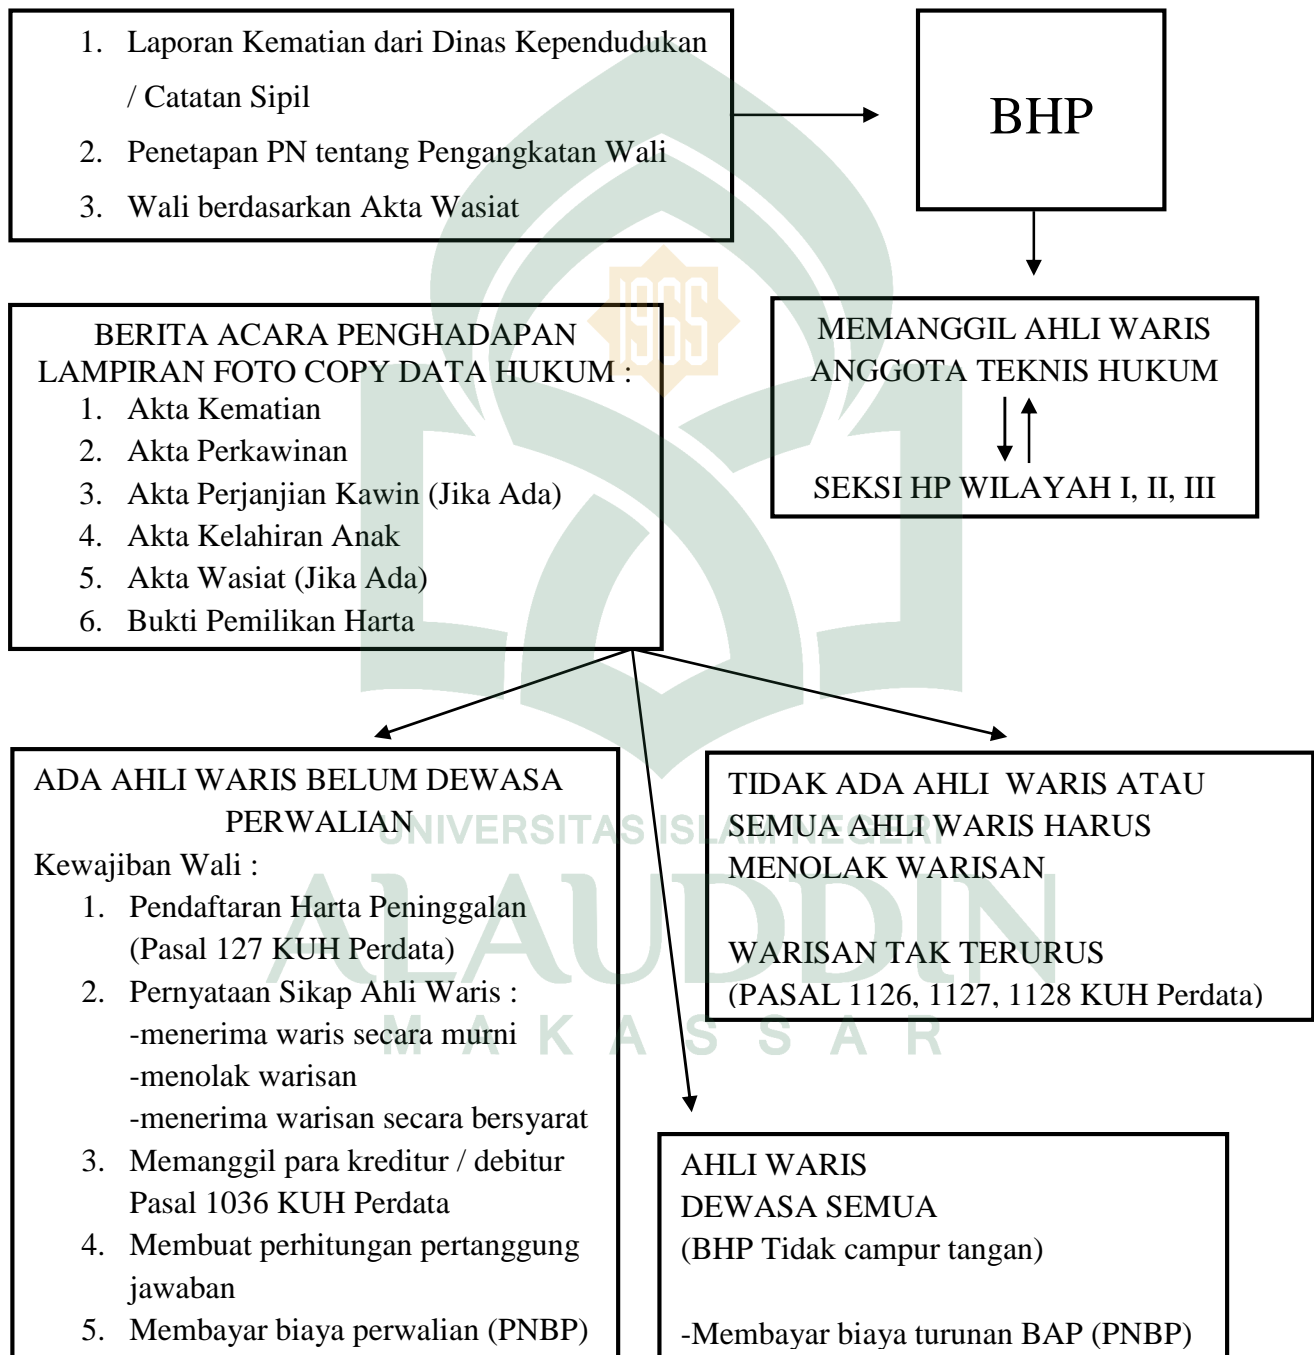 1. Laporan Kematian dari Dinas Kependudukan
/ Catatan Sipil
2. Penetapan PN tentang Pengangkatan Wali
3. Wali berdasarkan Akta Wasiat
BHP
MEMANGGIL AHLI WARIS
ANGGOTA TEKNIS HUKUM
SEKSI HP WILAYAH I, II, III
BERITA ACARA PENGHADAPAN
LAMPIRAN FOTO COPY DATA HUKUM :
1. Akta Kematian
2. Akta Perkawinan
3. Akta Perjanjian Kawin (Jika Ada)
4. Akta Kelahiran Anak
5. Akta Wasiat (Jika Ada)
6. Bukti Pemilikan Harta
ADA AHLI WARIS BELUM DEWASA
PERWALIAN
Kewajiban Wali :
1. Pendaftaran Harta Peninggalan
(Pasal 127 KUH Perdata)
2. Pernyataan Sikap Ahli Waris :
-menerima waris secara murni
-menolak warisan
-menerima warisan secara bersyarat
3. Memanggil para kreditur / debitur
Pasal 1036 KUH Perdata
4. Membuat perhitungan pertanggung
jawaban
5. Membayar biaya perwalian (PNBP)
TIDAK ADA AHLI WARIS ATAU
SEMUA AHLI WARIS HARUS
MENOLAK WARISAN
WARISAN TAK TERURUS
(PASAL 1126, 1127, 1128 KUH Perdata)
AHLI WARIS
DEWASA SEMUA
(BHP Tidak campur tangan)
-Membayar biaya turunan BAP (PNBP)
1965
UNIVERSITAS ISLAM NEGERI
ALAUDDIN
MAKASSAR